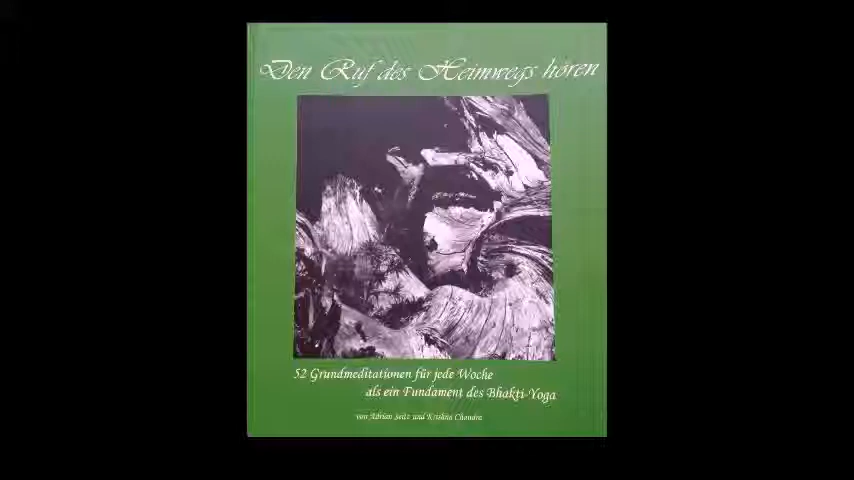 Den Ruf des Heimwegs hören
52 Grundmeditationen für jede Woche
als ein Fundament des Bhakti-Yoga
von Adrian Seitz und Krishna Chandra